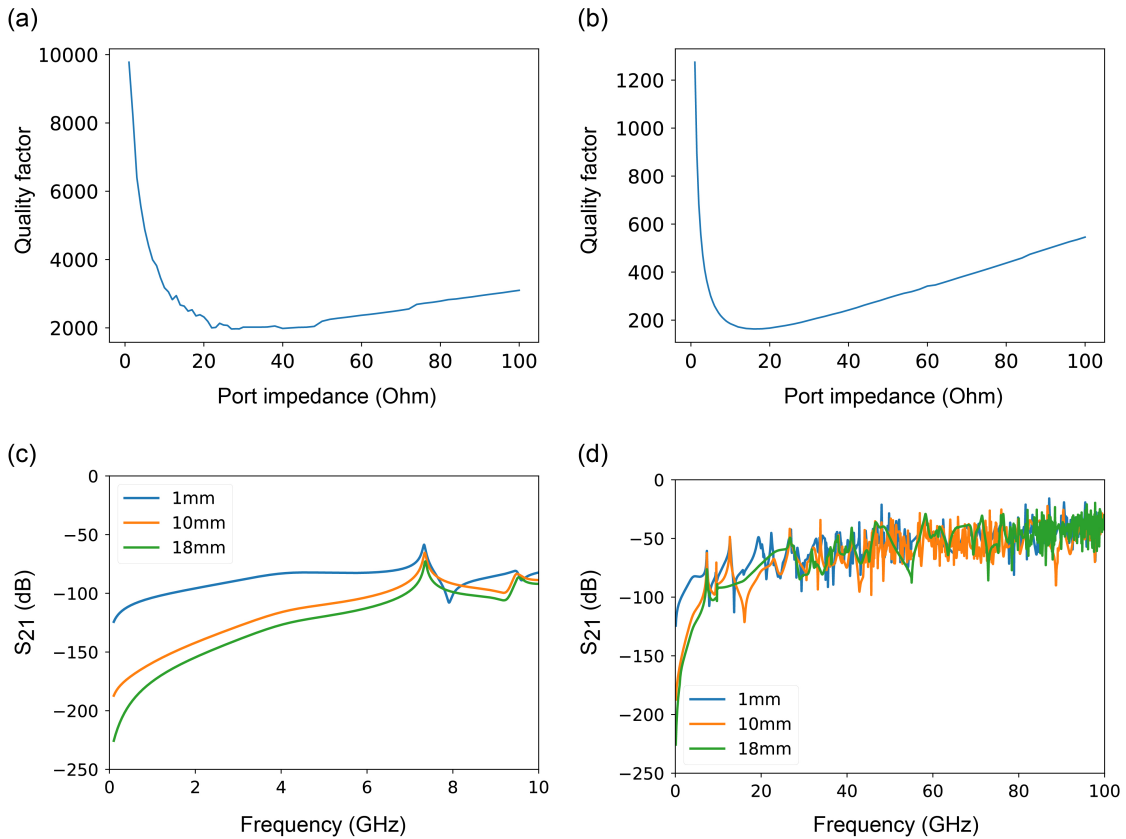 (a)
10000
8000
6000
4000
2000
Quality factor
0 20 40 60 80 100
Port impedance (Ohm)
(b)
1200
1000
800
600
400
200
Quality factor
0 20 40 60 80 100
Port impedance (Ohm)
(c)
0
−50
−100
−150
−200
−250
S21 (dB)
1mm
10mm
18mm
0 2 4 6 8 10
Frequency (GHz)
(d)
0
−50
−100
−150
−200
−250
S21 (dB)
1mm
10mm
18mm
0 20 40 60 80 100
Frequency (GHz)